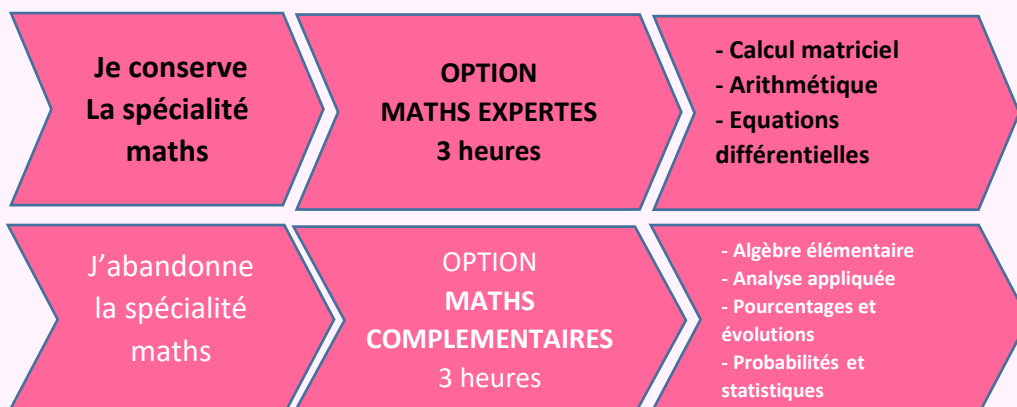 Je conserve
La spécialité
maths
OPTION
MATHS EXPERTES
3 heures
- Calcul matriciel
- Arithmétique
- Equations
différentielles
J’abandonne
la spécialité
maths
OPTION
MATHS
COMPLEMENTAIRES
3 heures
- Algèbre élémentaire
- Analyse appliquée
- Pourcentages et
évolutions
- Probabilités et
statistiques